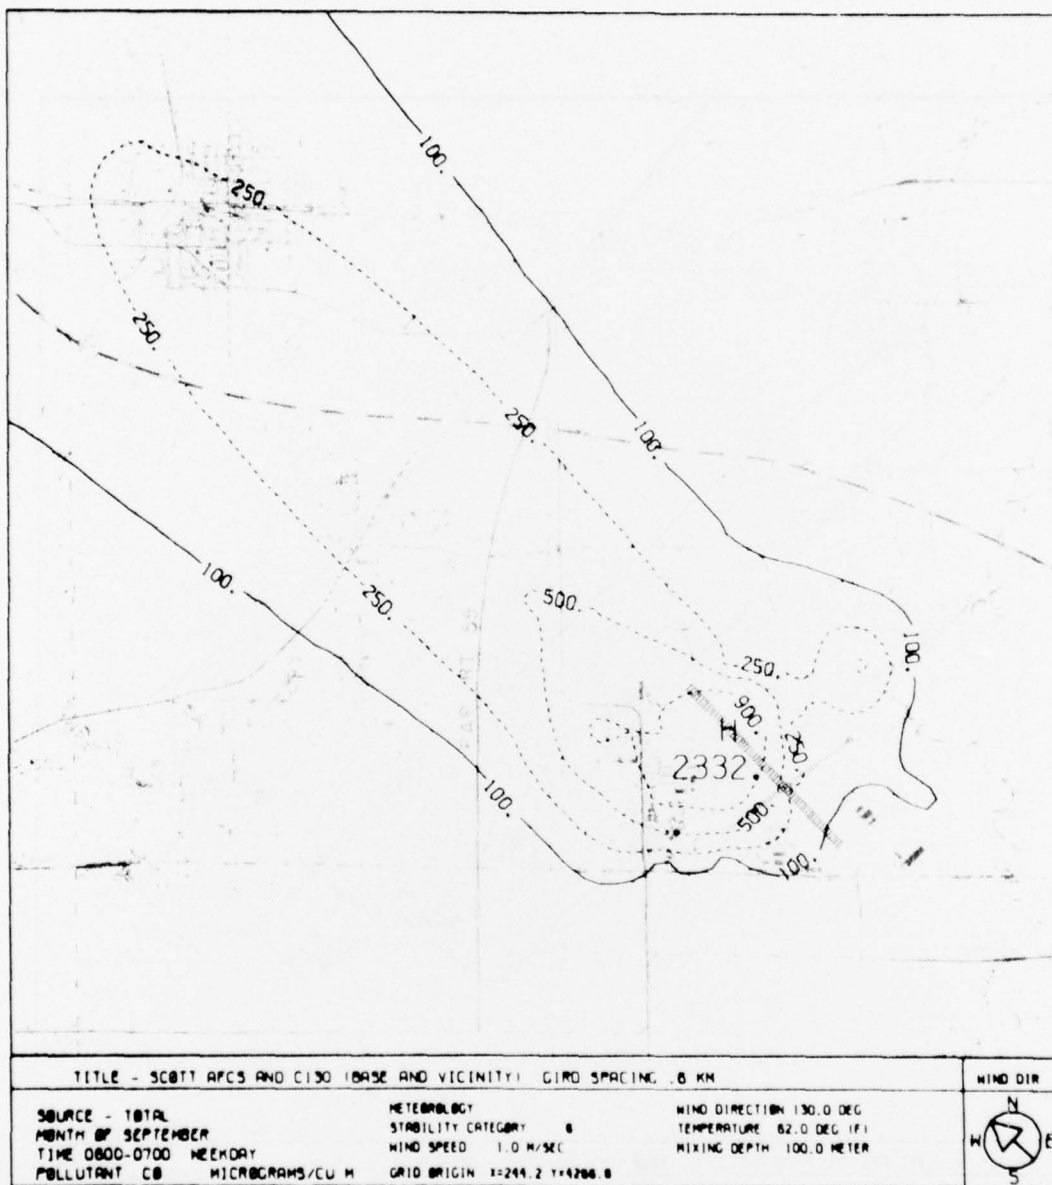 100.
250.
250.
250.
100.
100.
250.
500.
100.
250.
900.
H
250
2332
100.
500
100.
TITLE - SCOTT AFCS AND C130 (BASE AND VICINITY) GIRD SPACING .8 KM
WIND DIR
SOURCE - TOTAL
MONTH OF SEPTEMBER
TIME 0600-0700 WEEKDAY
POLLUTANT CO MICROGRAMS/CU M
METEOROLOGY
STABILITY CATEGORY 6
WIND SPEED 1.0 M/SEC
GRID ORIGIN X=244.2 Y=4266.8
WIND DIRECTION 130.0 DEG
TEMPERATURE 62.0 DEG (F)
MIXING DEPTH 100.0 METER
N
W E
S